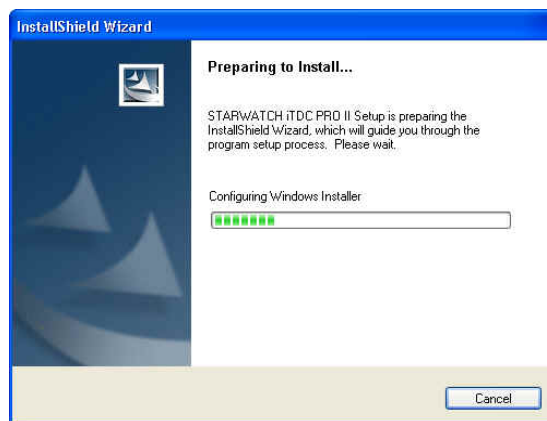 InstallShield Wizard
Preparing to Install...
STARWATCH iTDC PRO II Setup is preparing the
InstallShield Wizard, which will guide you through the
program setup process. Please wait.
Configuring Windows Installer
Cancel